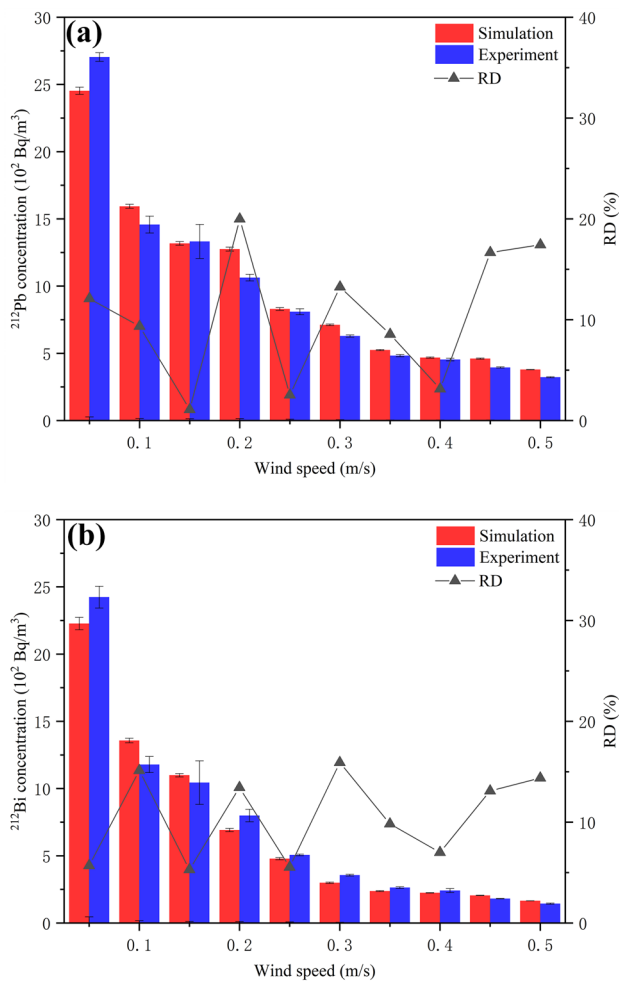 (a)
Simulation
Experiment
RD
30
25
20
15
10
5
0
40
30
20
10
0
²¹²Pb concentration (10² Bq/m³)
RD (%)
0.1 0.2 0.3 0.4 0.5
Wind speed (m/s)
(b)
Simulation
Experiment
RD
30
25
20
15
10
5
0
40
30
20
10
0
²¹²Bi concentration (10² Bq/m³)
RD (%)
0.1 0.2 0.3 0.4 0.5
Wind speed (m/s)